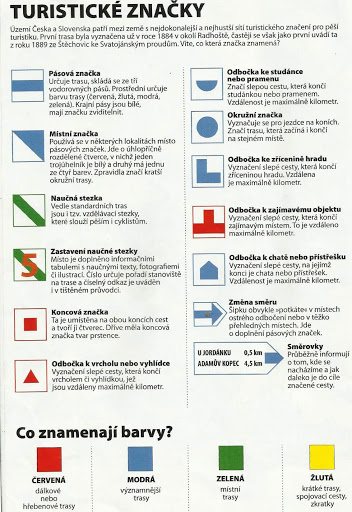 TURISTICKÉ ZNAČKY
Území Česka a Slovenska patří mezi země s nejdokonalejší a nejhustší sítí turistického značení pro pěší
turistiku. První trasa byla vyznačena už v roce 1884 v okolí Radhoště, častěji se však jako první uvádí ta
z roku 1889 ze Štěchovic ke Svatojánským proudům. Víte, co která značka znamená?
Pásová značka
Určuje trasu, skládá se ze tří
vodorovných pásů. Prostřední určuje
barvu trasy (červená, žlutá, modrá,
zelená). Krajní pásy jsou bílé,
mají značku zviditelnit.
Místní značka
Používá se v některých lokalitách místo
pásových značek. Jde o úhlopříčně
rozdělené čtverce, v nichž jeden
trojúhelník je bílý a druhá má jednu
ze čtyř barev. Zpravidla značí kratší
okružní trasy.
Naučná stezka
Vedle standardních tras
jsou i tzv. vzdělávací stezky,
které slouží pěším i cyklistům.
5
Zastavení naučné stezky
Místo je doplněno informačními
tabulemi s naučnými texty, fotografiemi
či ilustrací. Číslo určuje pořadí stanoviště
na trase a číselný odkaz je uváděn
i v tištěném průvodci.
Koncová značka
Ta je umístěna na obou koncích cest
a tvoří ji čtverec. Dříve měla koncová
značka tvar prstence.
Odbočka k vrcholu nebo vyhlídce
Vyznačení slepé cesty, která končí
vrcholem či vyhlídkou, jež
jsou vzdáleny maximálně kilometr.
Odbočka ke studánce
nebo prameni
Značí slepou cestu, která končí
studánkou nebo pramenem.
Vzdálenost je maximálně kilometr.
Okružní značka
Vyznačuje se pro jezdce na koních.
Značí trasu, která začíná i končí
na stejném místě.
Odbočka ke zřícenině hradu
Vyznačení slepé cesty, která končí
zříceninou hradu. Vzdálena
je maximálně kilometr.
Odbočka k zajímavému objektu
Vyznačení slepé cesty, která končí
zajímavým místem. To je vzdáleno
maximálně kilometr.
Odbočka k chatě nebo přístřešku
Vyznačení slepé cesty, na jejímž
konci je chata nebo přístřešek.
Vzdálenost je maximálně kilometr.
Změna směru
Šipku obvykle spotkáte v místech
ostrého odbočení nebo v těžko
přehledných místech. Jde
o doplnění pásových značek.
U JORDÁNKU 0,5 km
ADAMŮV KOPEC 4,5 km
Směrovky
Průběžně informují
o tom, kde se
nacházíme a jak
daleko je do cíle
značené cesty.
Co znamenají barvy?
ČERVENÁ
dálkové
nebo
hřebenové trasy
MODRÁ
významnější
trasy
ZELENÁ
místní
trasy
ŽLUTÁ
krátké trasy,
spojovací cesty,
zkratky